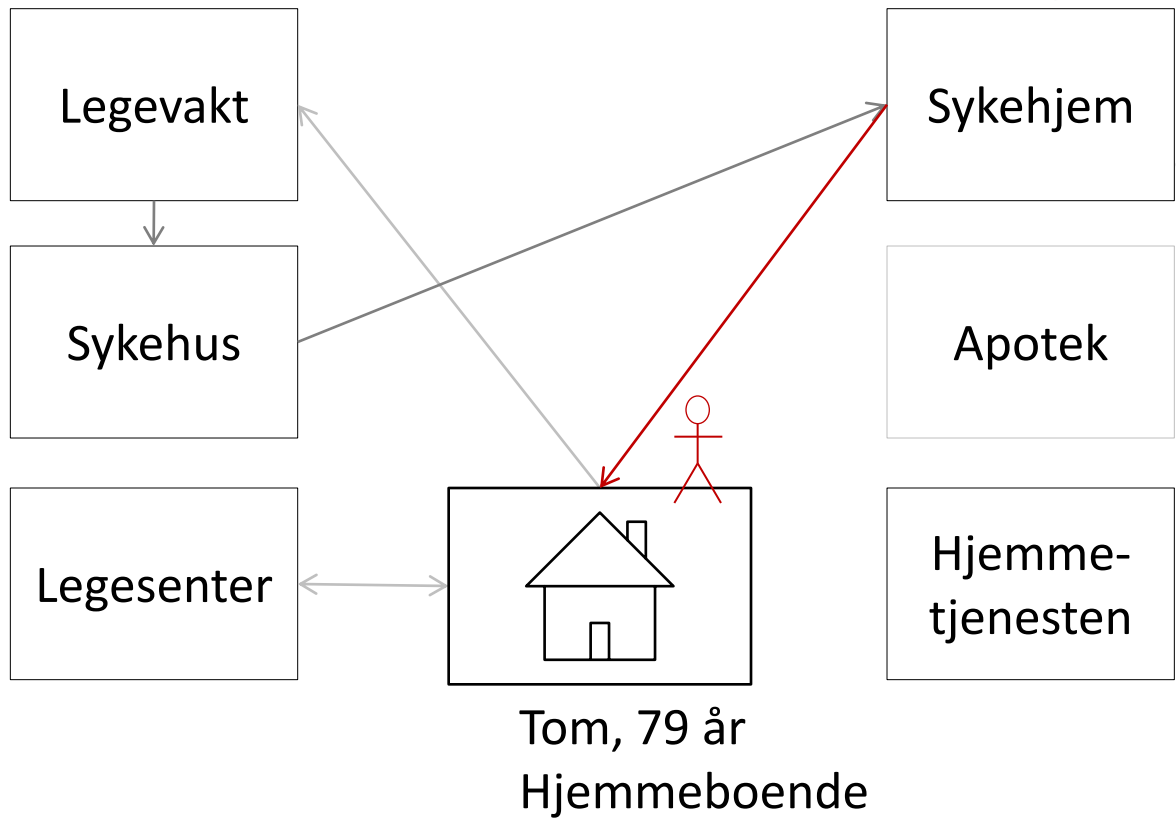 Legevakt
Sykehjem
Sykehus
Apotek
Legesenter
Hjemme-
tjenesten
Tom, 79 år
Hjemmeboende